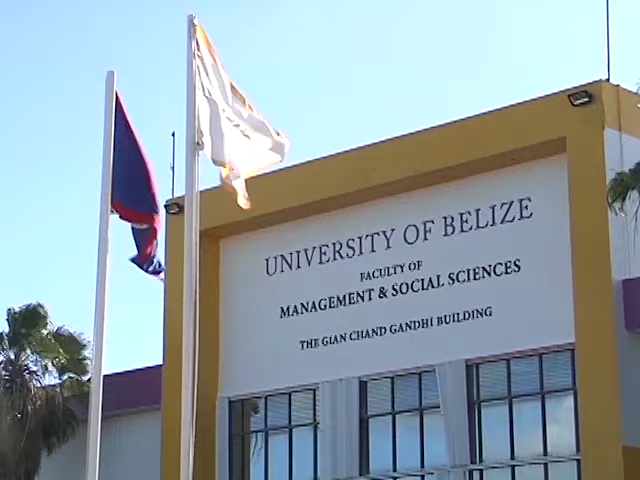 UNIVERSITY OF BELIZE
FACULTY OF
MANAGEMENT & SOCIAL SCIENCES
THE GIAN CHAND GANDHI BUILDING